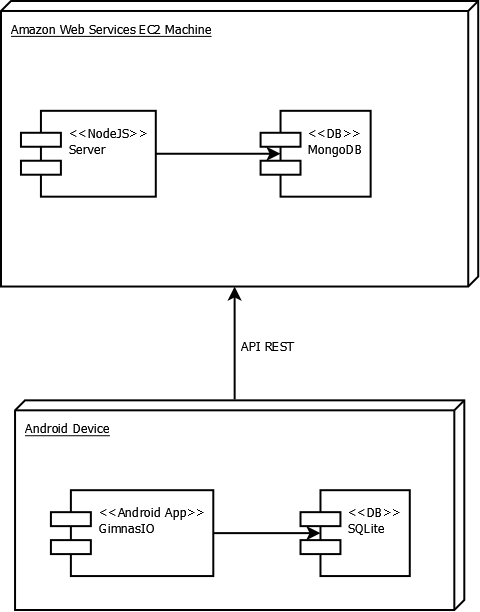 Amazon Web Services EC2 Machine
<<NodeJS>>
Server
<<DB>>
MongoDB
API REST
Android Device
<<Android App>>
GimnasIO
<<DB>>
SQLite